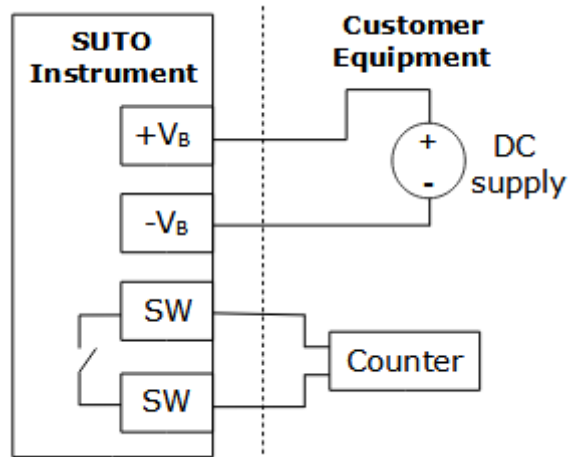 SUTO
Instrument
Customer
Equipment
+VB
+
-
DC
supply
-VB
SW
SW
Counter